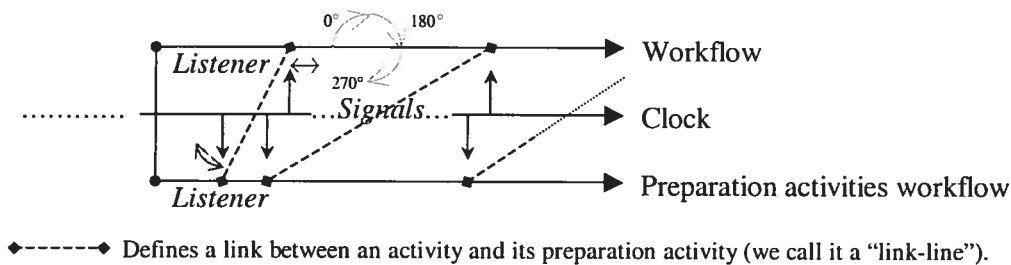 0° 180°
Listener
Workflow
270°
...Signals...
Clock
Listener
Preparation activities workflow
Defines a link between an activity and its preparation activity (we call it a “link-line”).